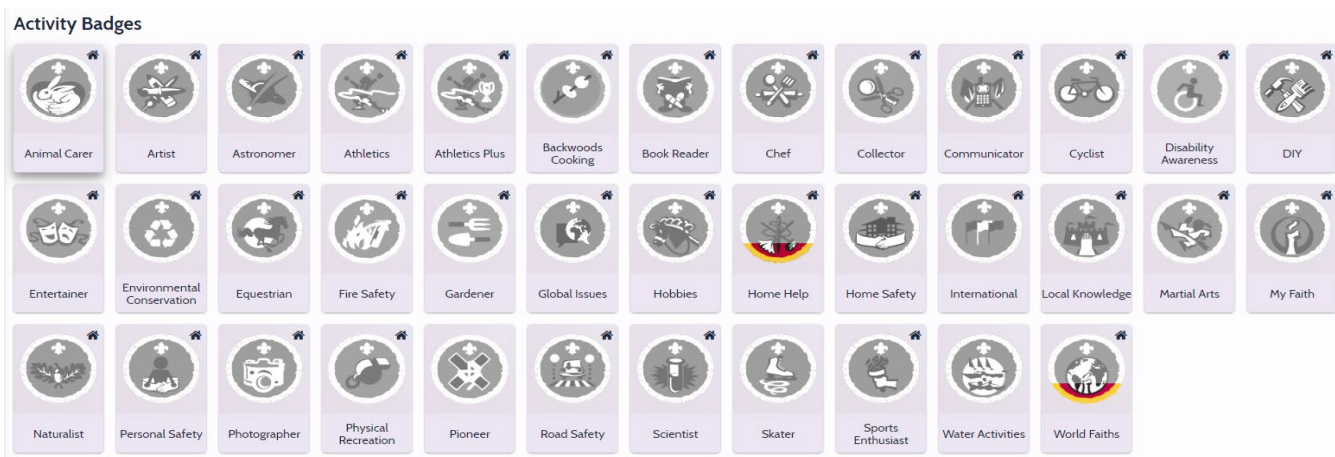 Activity Badges
Animal Carer
Artist
Astronomer
Athletics
Athletics Plus
Backwoods
Cooking
Book Reader
Chef
Collector
Communicator
Cyclist
Disability
Awareness
DIY
Entertainer
Environmental
Conservation
Equestrian
Fire Safety
Gardener
Global Issues
Hobbies
Home Help
Home Safety
International
Local Knowledge
Martial Arts
My Faith
Naturalist
Personal Safety
Photographer
Physical
Recreation
Pioneer
Road Safety
Scientist
Skater
Sports
Enthusiast
Water Activities
World Faiths